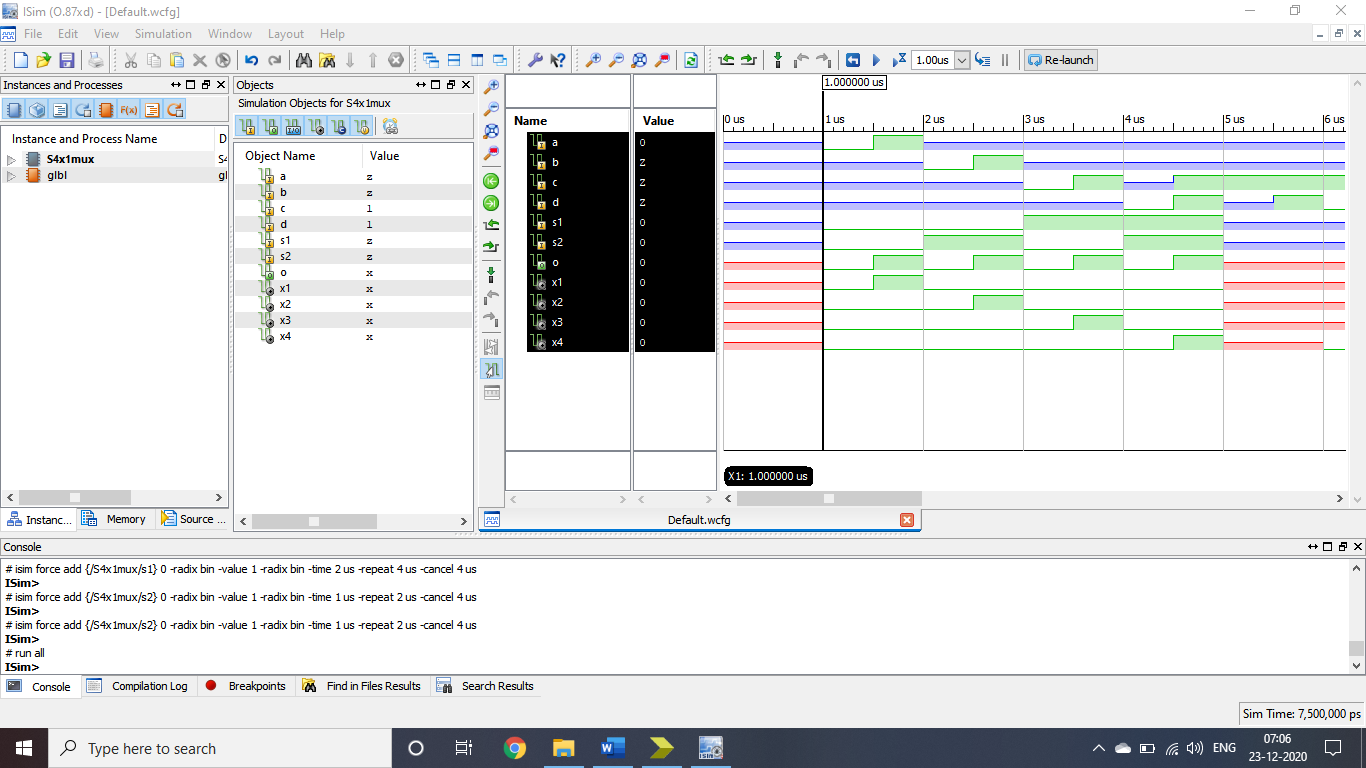 ISim (O.87xd) - [Default.wcfg]
File Edit View Simulation Window Layout Help
1.00us Re-launch
Instances and Processes
Instance and Process Name D
S4x1mux S4
glbl gl
Instanc... Memory Source ...
Objects
Simulation Objects for S4x1mux
Object Name Value
a z
b z
c 1
d 1
s1 z
s2 z
o x
x1 x
x2 x
x3 x
x4 x
1.000000 us
Name Value
0 us 1 us 2 us 3 us 4 us 5 us 6 us
a 0
b z
c z
d z
s1 0
s2 0
o 0
x1 0
x2 0
x3 0
x4 0
X1: 1.000000 us
Default.wcfg
Console
# isim force add {/S4x1mux/s1} 0 -radix bin -value 1 -radix bin -time 2 us -repeat 4 us -cancel 4 us
ISim>
# isim force add {/S4x1mux/s2} 0 -radix bin -value 1 -radix bin -time 1 us -repeat 2 us -cancel 4 us
ISim>
# isim force add {/S4x1mux/s2} 0 -radix bin -value 1 -radix bin -time 1 us -repeat 2 us -cancel 4 us
ISim>
# run all
ISim>
Console Compilation Log Breakpoints Find in Files Results Search Results
Sim Time: 7,500,000 ps
Type here to search
ENG
07:06
23-12-2020